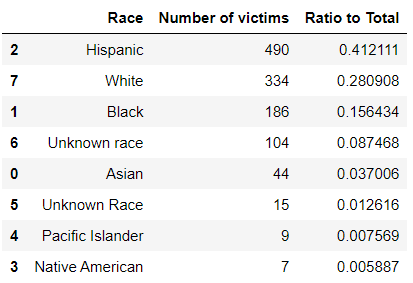 Race Number of victims Ratio to Total
2 Hispanic 490 0.412111
7 White 334 0.280908
1 Black 186 0.156434
6 Unknown race 104 0.087468
0 Asian 44 0.037006
5 Unknown Race 15 0.012616
4 Pacific Islander 9 0.007569
3 Native American 7 0.005887